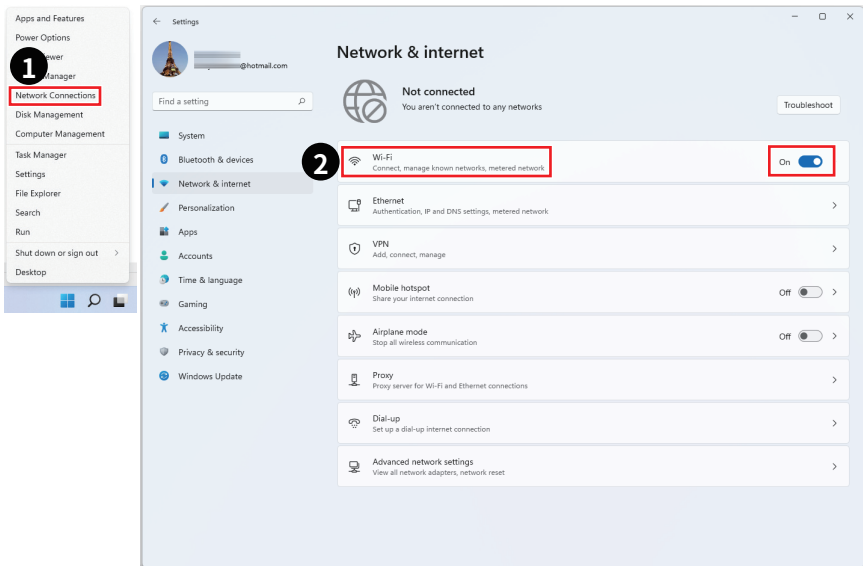 Apps and Features
Power Options
ewer
1
Manager
Network Connections
Disk Management
Computer Management
Task Manager
Settings
File Explorer
Search
Run
Shut down or sign out
Desktop
Settings
@hotmail.com
Find a setting
System
Bluetooth & devices
Network & internet
Personalization
Apps
Accounts
Time & language
Gaming
Accessibility
Privacy & security
Windows Update
Network & internet
Not connected
You aren't connected to any networks
Troubleshoot
2
Wi-Fi
Connect, manage known networks, metered network
On
Ethernet
Authentication, IP and DNS settings, metered network
VPN
Add, connect, manage
Mobile hotspot
Share your internet connection
Off
Airplane mode
Stop all wireless communication
Off
Proxy
Proxy server for Wi-Fi and Ethernet connections
Dial-up
Set up a dial-up internet connection
Advanced network settings
View all network adapters, network reset